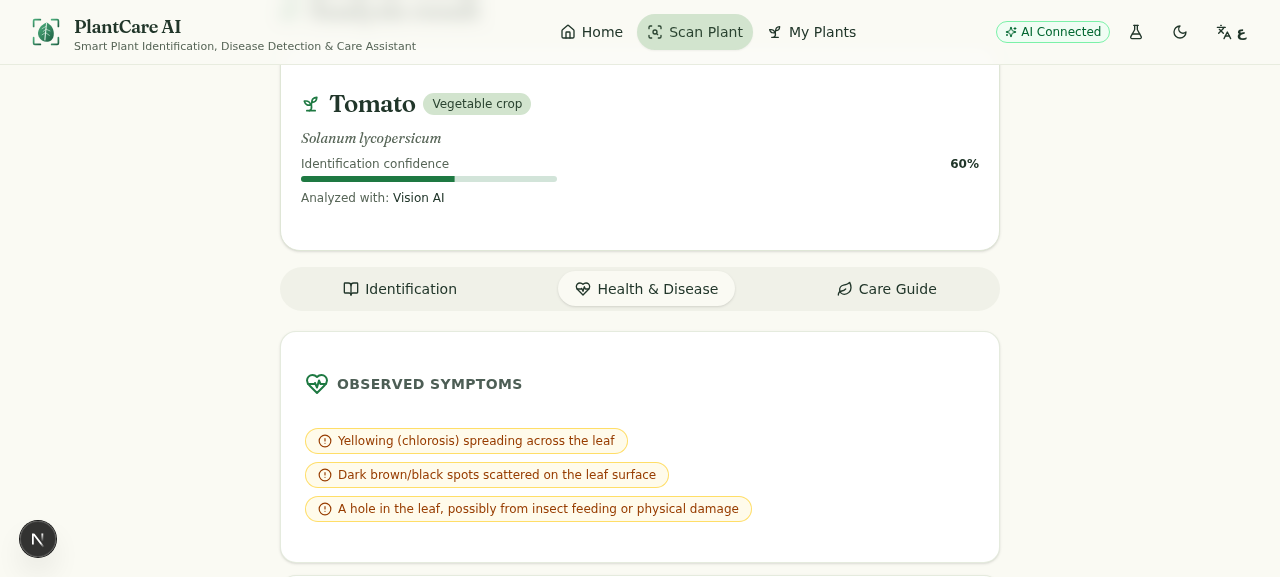 PlantCare AI
Smart Plant Identification, Disease Detection & Care Assistant
Home
Scan Plant
My Plants
AI Connected
ع
Tomato
Vegetable crop
Solanum lycopersicum
Identification confidence
60%
Analyzed with: Vision AI
Identification
Health & Disease
Care Guide
OBSERVED SYMPTOMS
Yellowing (chlorosis) spreading across the leaf
Dark brown/black spots scattered on the leaf surface
A hole in the leaf, possibly from insect feeding or physical damage
N